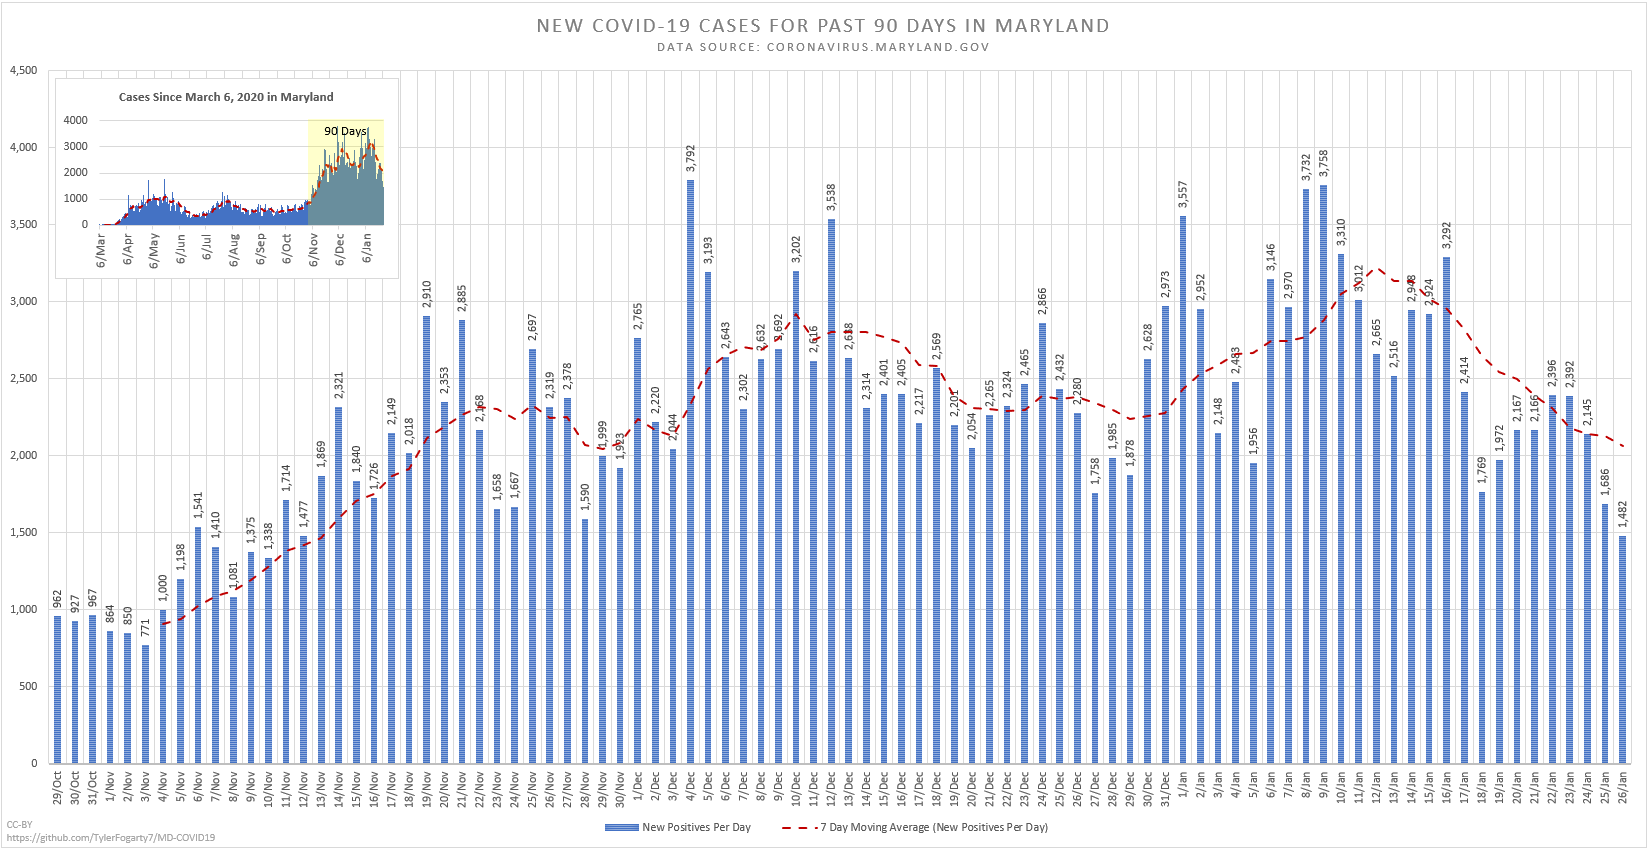 NEW COVID-19 CASES FOR PAST 90 DAYS IN MARYLAND
DATA SOURCE: CORONAVIRUS.MARYLAND.GOV
4,500
4,000
3,500
3,000
2,500
2,000
1,500
1,000
500
0
Cases Since March 6, 2020 in Maryland
90 Days
4000
3000
2000
1000
0
6/Mar
6/Apr
6/May
6/Jun
6/Jul
6/Aug
6/Sep
6/Oct
6/Nov
6/Dec
6/Jan
962
927
967
864
850
771
1,000
1,198
1,541
1,410
1,081
1,375
1,338
1,714
1,477
1,869
2,321
1,840
1,726
2,149
2,018
2,910
2,353
2,885
2,168
1,658
1,667
2,697
2,319
2,378
1,590
1,999
1,923
2,765
2,220
2,044
3,792
3,193
2,643
2,302
2,632
2,692
3,202
2,616
3,538
2,638
2,314
2,401
2,405
2,217
2,569
2,201
2,054
2,265
2,324
2,465
2,866
2,432
2,280
1,758
1,985
1,878
2,628
2,973
3,557
2,952
2,148
2,483
1,956
3,146
2,970
3,732
3,758
3,310
3,012
2,665
2,516
2,948
2,924
3,292
2,414
1,769
1,972
2,167
2,166
2,396
2,392
2,145
1,686
1,482
29/Oct
30/Oct
31/Oct
1/Nov
2/Nov
3/Nov
4/Nov
5/Nov
6/Nov
7/Nov
8/Nov
9/Nov
10/Nov
11/Nov
12/Nov
13/Nov
14/Nov
15/Nov
16/Nov
17/Nov
18/Nov
19/Nov
20/Nov
21/Nov
22/Nov
23/Nov
24/Nov
25/Nov
26/Nov
27/Nov
28/Nov
29/Nov
30/Nov
1/Dec
2/Dec
3/Dec
4/Dec
5/Dec
6/Dec
7/Dec
8/Dec
9/Dec
10/Dec
11/Dec
12/Dec
13/Dec
14/Dec
15/Dec
16/Dec
17/Dec
18/Dec
19/Dec
20/Dec
21/Dec
22/Dec
23/Dec
24/Dec
25/Dec
26/Dec
27/Dec
28/Dec
29/Dec
30/Dec
31/Dec
1/Jan
2/Jan
3/Jan
4/Jan
5/Jan
6/Jan
7/Jan
8/Jan
9/Jan
10/Jan
11/Jan
12/Jan
13/Jan
14/Jan
15/Jan
16/Jan
17/Jan
18/Jan
19/Jan
20/Jan
21/Jan
22/Jan
23/Jan
24/Jan
25/Jan
26/Jan
New Positives Per Day
7 Day Moving Average (New Positives Per Day)
CC-BY
https://github.com/TylerFogarty7/MD-COVID19